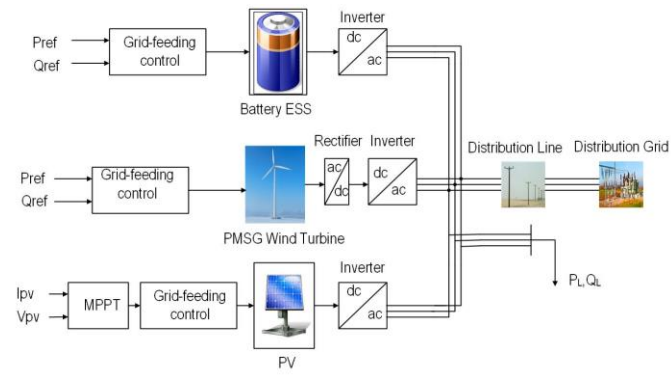 Inverter
Pref
Qref
Grid-feeding
control
dc
ac
Battery ESS
Rectifier
Inverter
Distribution Line
Distribution Grid
Pref
Qref
Grid-feeding
control
ac
dc
dc
ac
PMSG Wind Turbine
Inverter
PL, QL
Ipv
Vpv
MPPT
Grid-feeding
control
dc
ac
PV